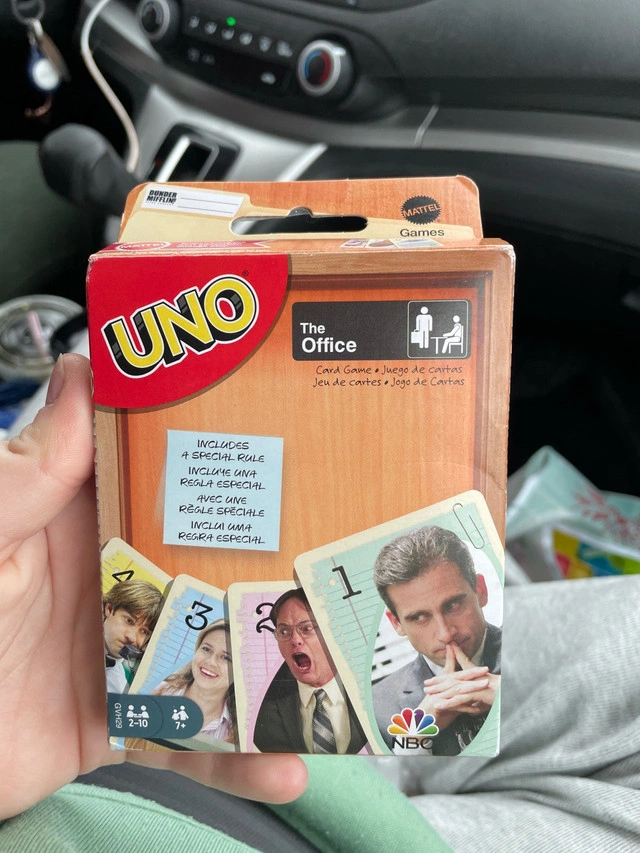 DUNDER
MIFFLIN
MATTEL
Games
UNO
The
Office
Card Game • Juego de cartas
Jeu de cartes • Jogo de Cartas
INCLUDES
A SPECIAL RULE
INCLUYE UNA
REGLA ESPECIAL
AVEC UNE
RÈGLE SPÉCIALE
INCLUI UMA
REGRA ESPECIAL
4
3
2
1
GVH29
2-10
7+
NBC